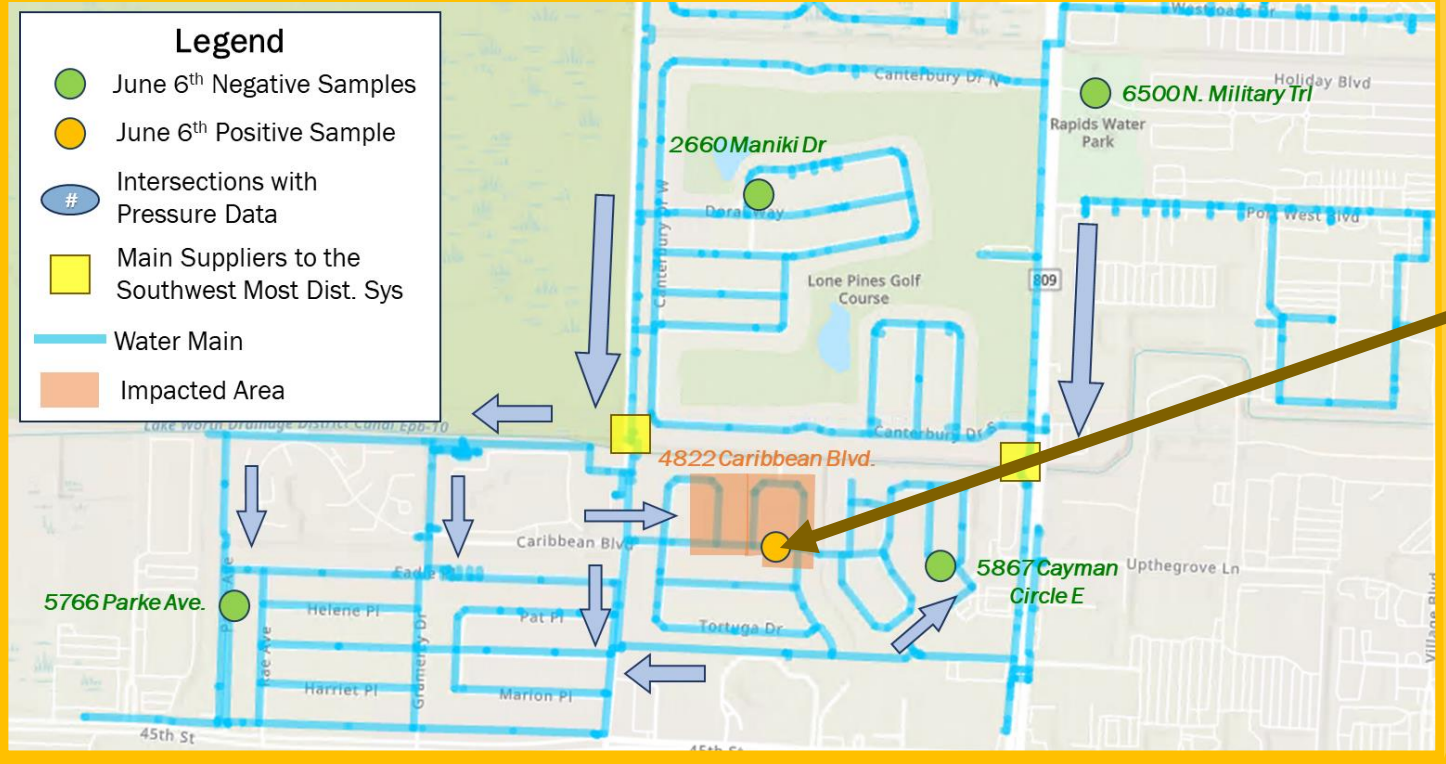 Legend
June 6th Negative Samples
June 6th Positive Sample
#
Intersections with
Pressure Data
Main Suppliers to the
Southwest Most Dist. Sys
Water Main
Impacted Area
Westroads Dr
Canterbury Dr N
Holiday Blvd
6500 N. Military Trl
Rapids Water
Park
2660 Maniki Dr
Doral Way
Port West Blvd
Canterbury Dr W
Lone Pines Golf
Course
809
Lake Worth Drainage District Canal Epb-10
Canterbury Dr S
4822 Caribbean Blvd.
Caribbean Blvd
5867 Cayman
Circle E
Upthegrove Ln
5766 Parke Ave.
Helene Pl
Pat Pl
Tortuga Dr
Rae Ave
Gramercy Dr
Harriet Pl
Marion Pl
Village Blvd
45th St
45th St